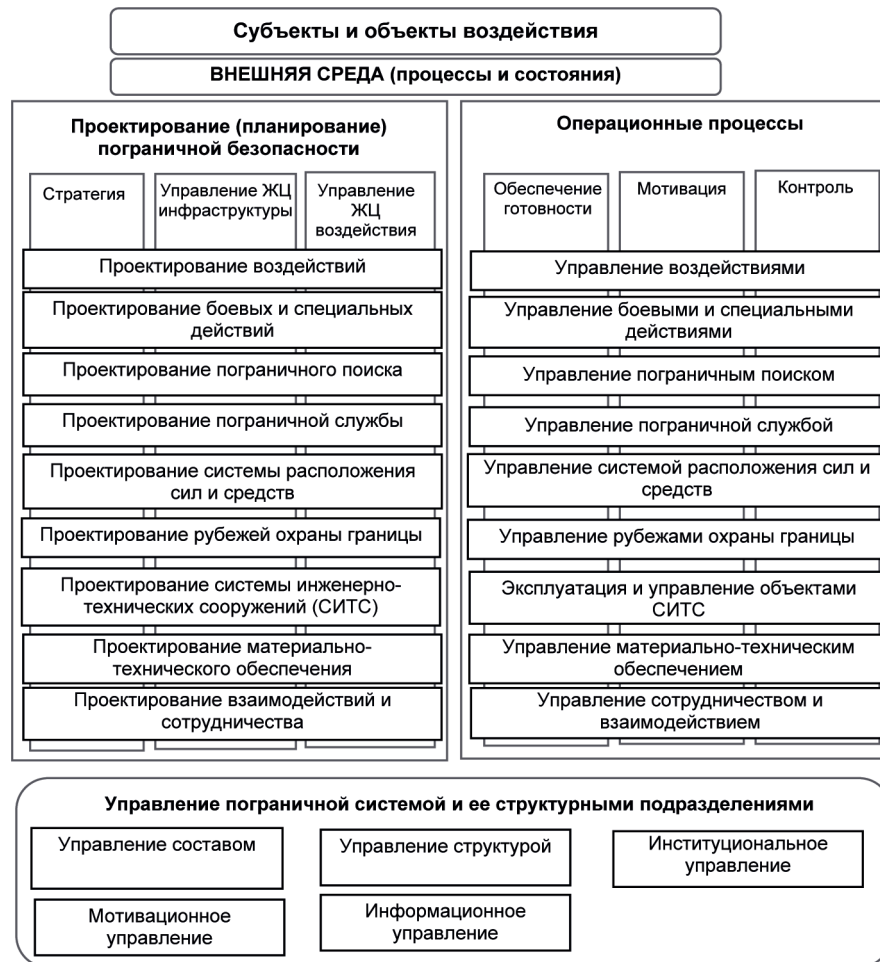 Субъекты и объекты воздействия
ВНЕШНЯЯ СРЕДА (процессы и состояния)
Проектирование (планирование)
пограничной безопасности
Стратегия
Управление ЖЦ
инфраструктуры
Управление
ЖЦ
воздействия
Проектирование воздействий
Проектирование боевых и специальных
действий
Проектирование пограничного поиска
Проектирование пограничной службы
Проектирование системы расположения
сил и средств
Проектирование рубежей охраны границы
Проектирование системы инженерно-
технических сооружений (СИТС)
Проектирование материально-
технического обеспечения
Проектирование взаимодействий и
сотрудничества
Операционные процессы
Обеспечение
готовности
Мотивация
Контроль
Управление воздействиями
Управление боевыми и специальными
действиями
Управление пограничным поиском
Управление пограничной службой
Управление системой расположения сил и
средств
Управление рубежами охраны границы
Эксплуатация и управление объектами
СИТС
Управление материально-техническим
обеспечением
Управление сотрудничеством и
взаимодействием
Управление пограничной системой и ее структурными подразделениями
Управление составом
Управление структурой
Институциональное
управление
Мотивационное
управление
Информационное
управление